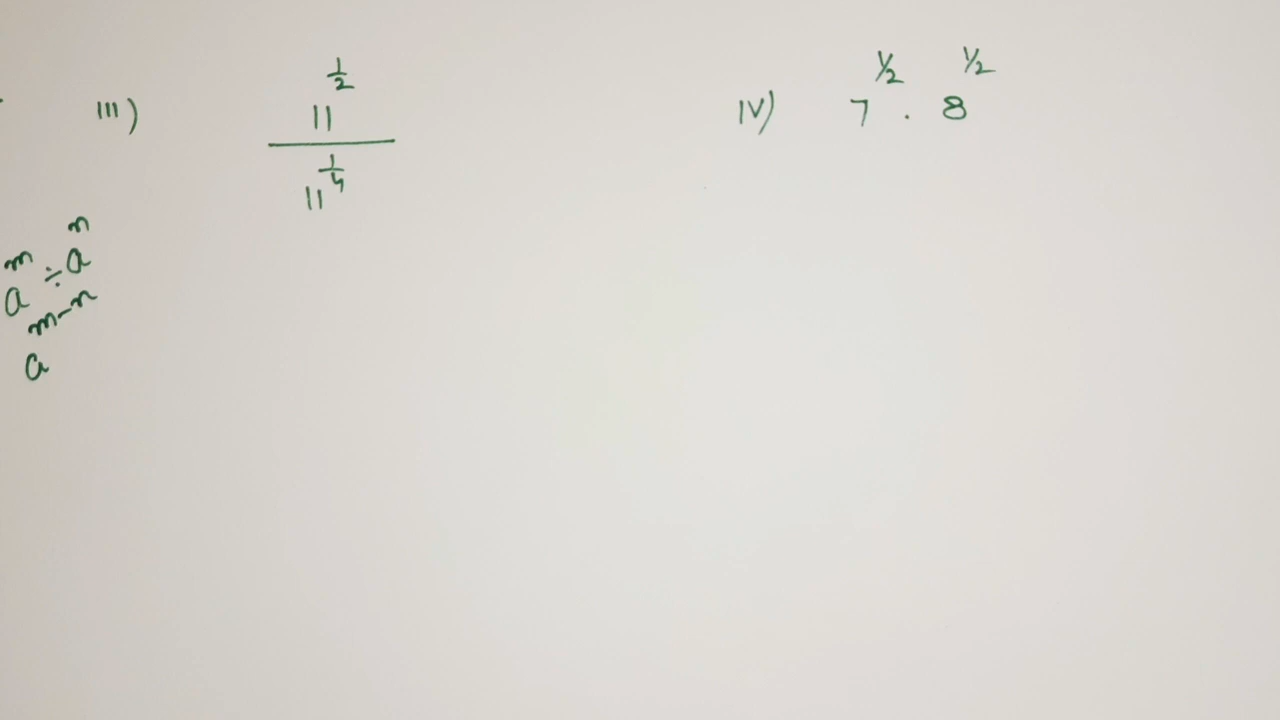 III) 11^{1/2} / 11^{1/4}
IV) 7^{1/2} . 8^{1/2}
a^m ÷ a^n
a^{m-n}